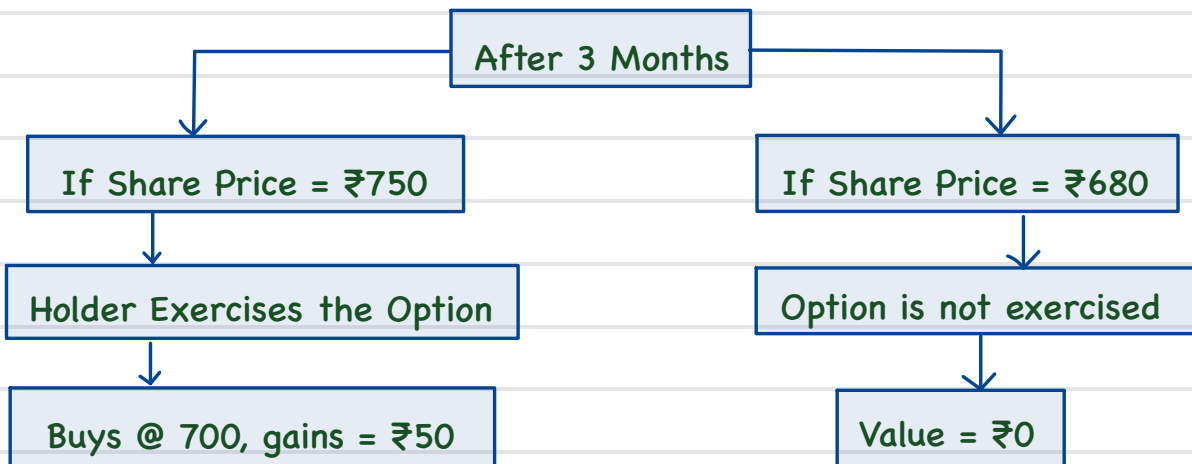 After 3 Months
If Share Price = ₹750
If Share Price = ₹680
Holder Exercises the Option
Option is not exercised
Buys @ 700, gains = ₹50
Value = ₹0